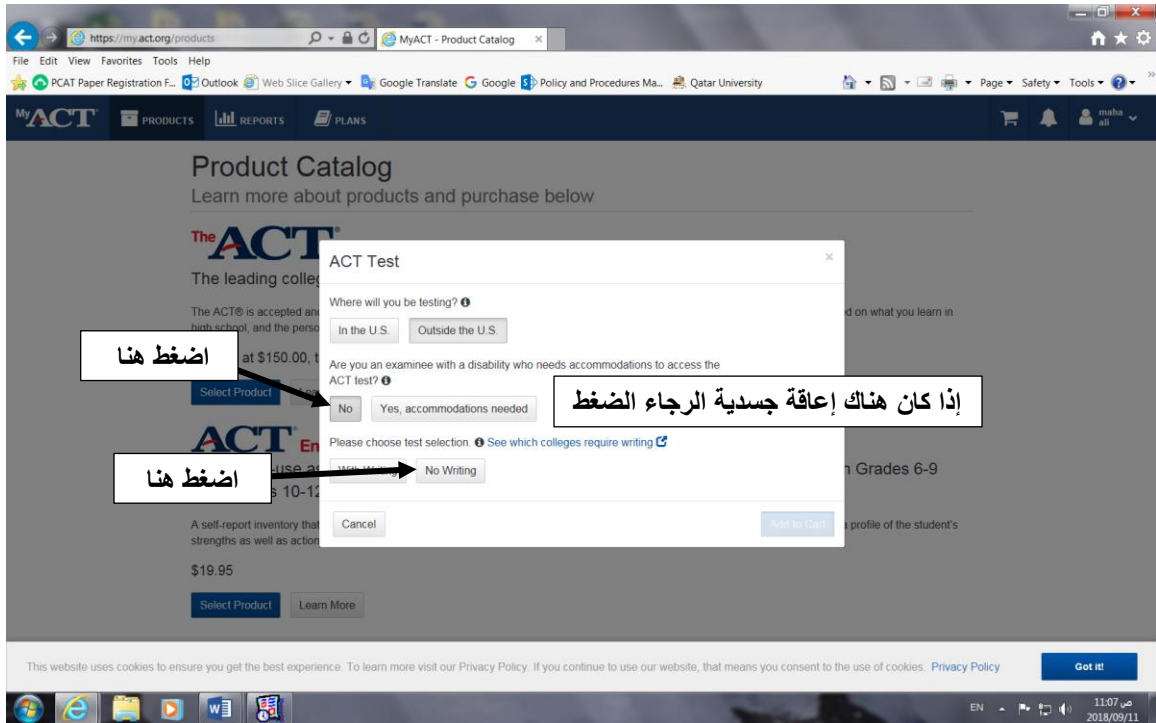 https://my.act.org/products
MyACT - Product Catalog
File Edit View Favorites Tools Help
PCAT Paper Registration F... Outlook Web Slice Gallery Google Translate Google Policy and Procedures Ma... Qatar University Page Safety Tools
MyACT PRODUCTS REPORTS PLANS maha ali
Product Catalog
Learn more about products and purchase below
The ACT
The leading colleg
The ACT® is accepted and
d on what you learn in
high school, and the perso
at $150.00, t
Select Product
ACT Test
Where will you be testing?
In the U.S. Outside the U.S.
Are you an examinee with a disability who needs accommodations to access the
ACT test?
No Yes, accommodations needed
Please choose test selection. See which colleges require writing
With Writing No Writing
Cancel Add to Cart
اضغط هنا
إذا كان هناك إعاقة جسدية الرجاء الضغط
اضغط هنا
ACT En
-use as
n Grades 6-9
s 10-12
A self-report inventory that
a profile of the student's
strengths as well as action
$19.95
Select Product Learn More
This website uses cookies to ensure you get the best experience. To learn more visit our Privacy Policy. If you continue to use our website, that means you consent to the use of cookies. Privacy Policy Got it!
EN
11:07 ص
2018/09/11